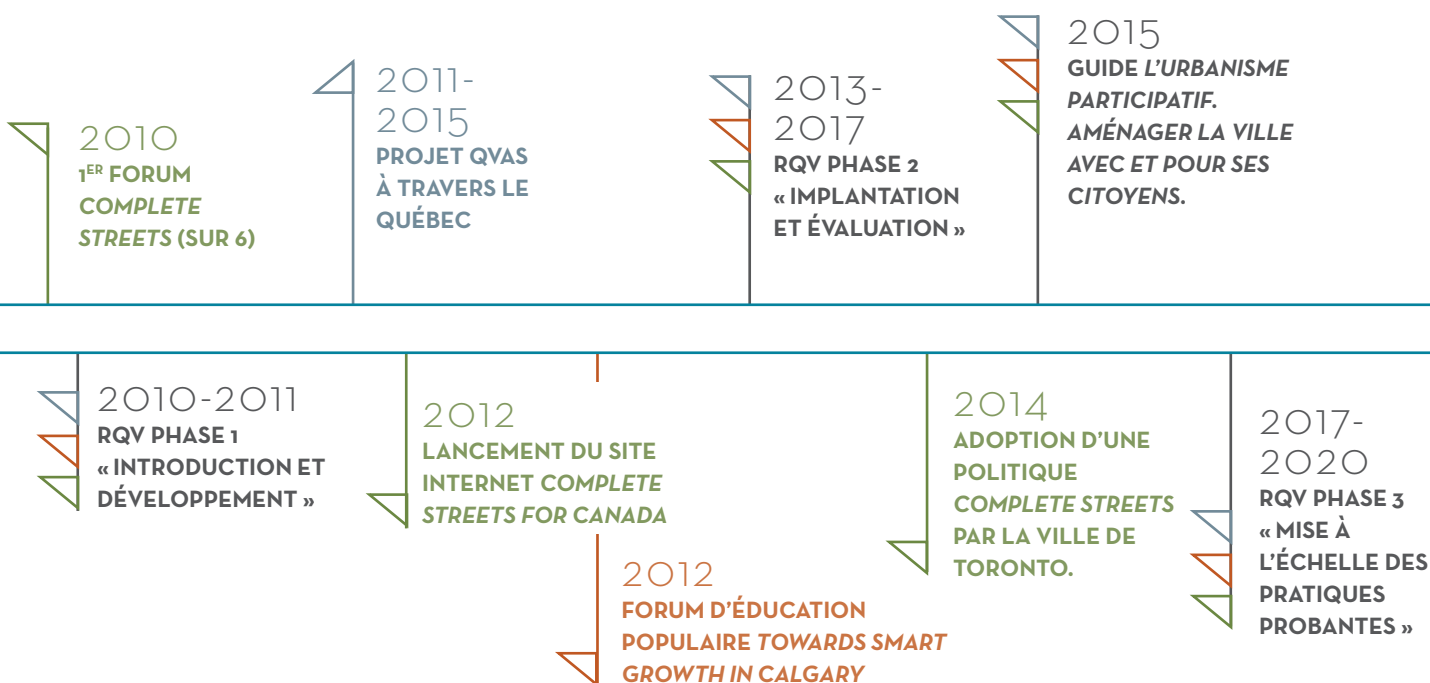 2010
1ER FORUM
COMPLETE
STREETS (SUR 6)
2011-
2015
PROJET QVAS
À TRAVERS LE
QUÉBEC
2013-
2017
RQV PHASE 2
« IMPLANTATION
ET ÉVALUATION »
2015
GUIDE L'URBANISME
PARTICIPATIF.
AMÉNAGER LA VILLE
AVEC ET POUR SES
CITOYENS.
2010-2011
RQV PHASE 1
« INTRODUCTION ET
DÉVELOPPEMENT »
2012
LANCEMENT DU SITE
INTERNET COMPLETE
STREETS FOR CANADA
2012
FORUM D'ÉDUCATION
POPULAIRE TOWARDS SMART
GROWTH IN CALGARY
2014
ADOPTION D'UNE
POLITIQUE
COMPLETE STREETS
PAR LA VILLE DE
TORONTO.
2017-
2020
RQV PHASE 3
« MISE À
L'ÉCHELLE DES
PRATIQUES
PROBANTES »